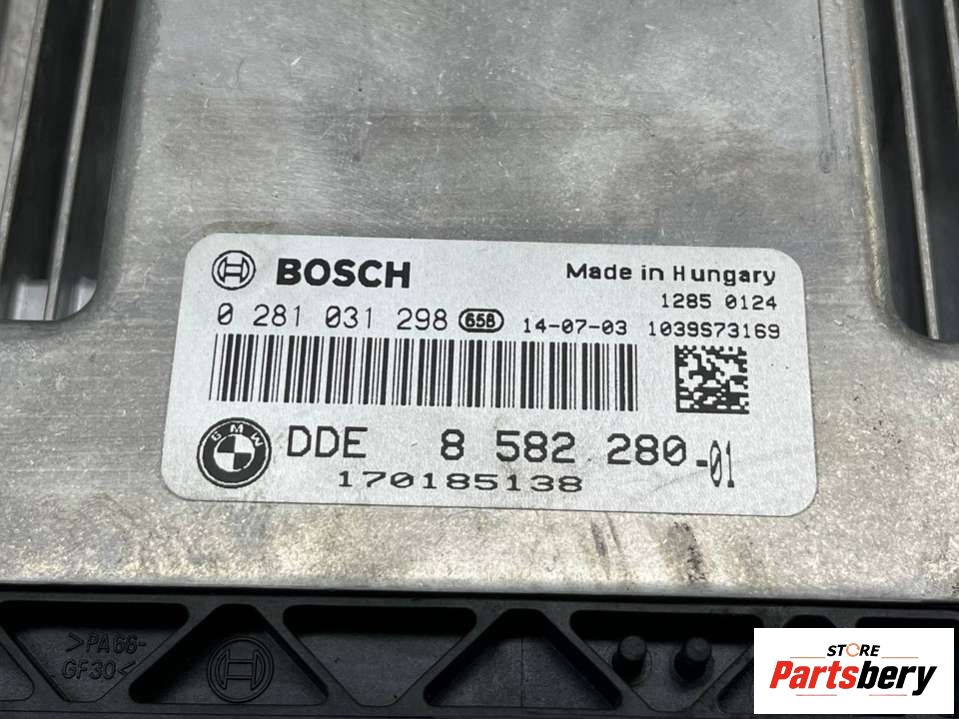 BOSCH Made in Hungary
1285 0124
0 281 031 298 658 14-07-03 1039S73169
BMW DDE 8 582 280-01
170185138
>PA66-
GF30<
STORE
Partsbery